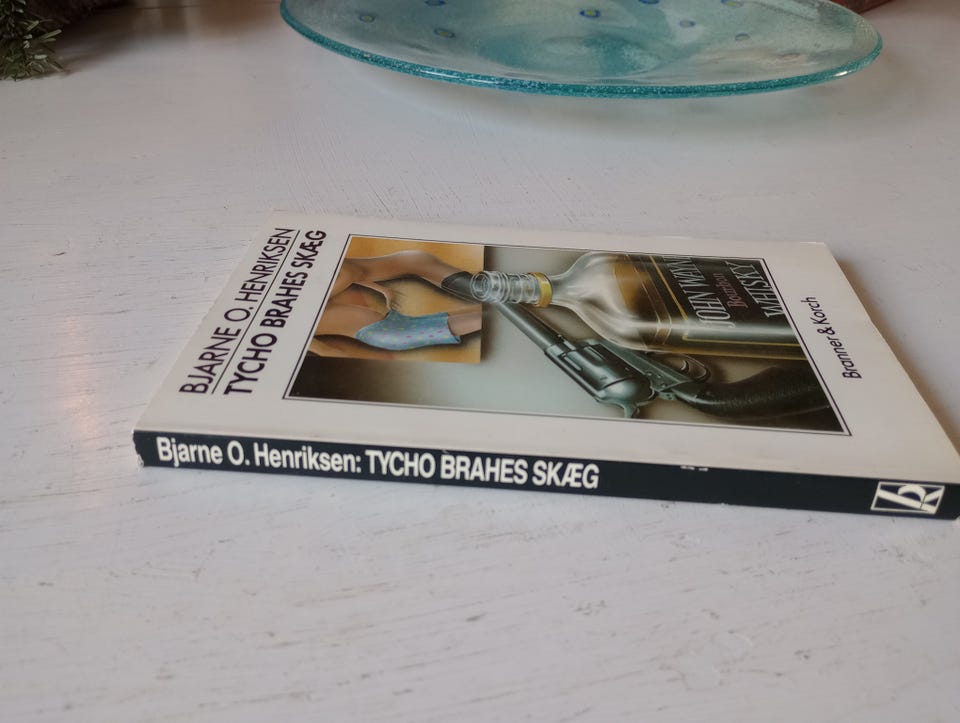 BJARNE O. HENRIKSEN
TYCHO BRAHES SKÆG
JOHN WAYNE
Bourbon
WHISKY
Branner & Korch
Bjarne O. Henriksen: TYCHO BRAHES SKÆG